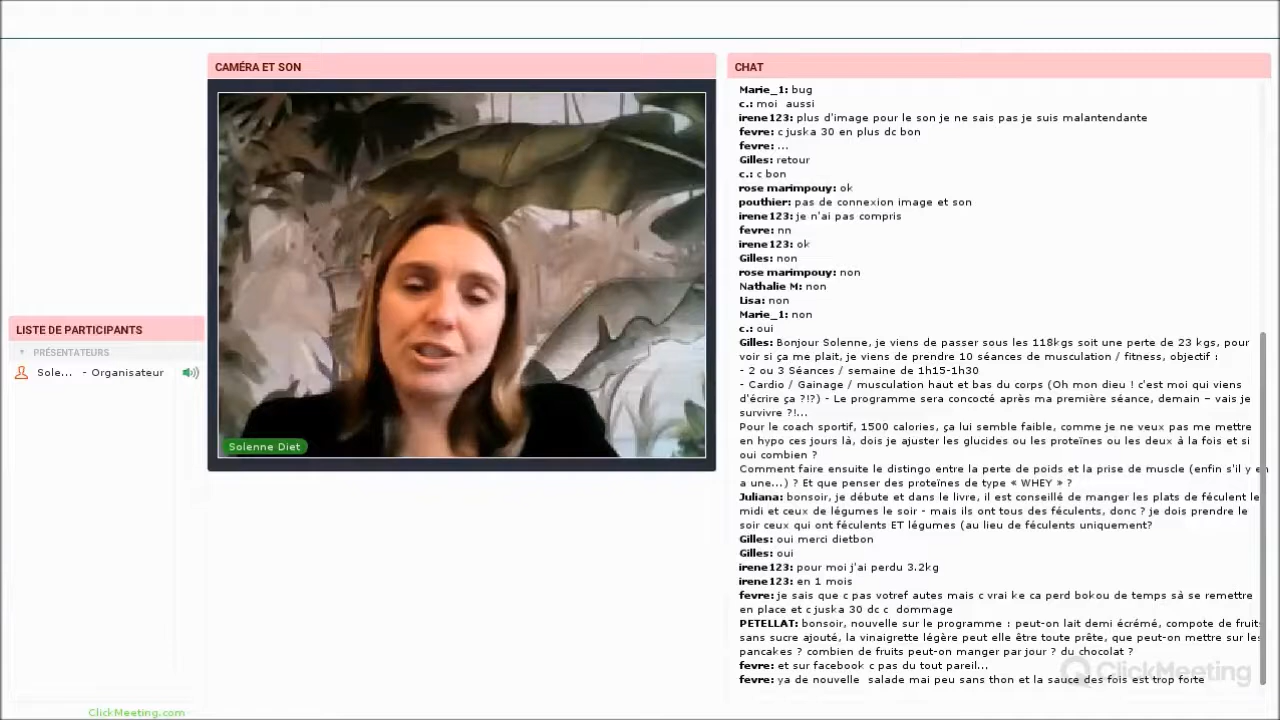 CAMÉRA ET SON
Solenne Diet
LISTE DE PARTICIPANTS
PRÉSENTATEURS
Sole... - Organisateur
ClickMeeting.com
CHAT
Marie_1: bug
c.: moi aussi
irene123: plus d'image pour le son je ne sais pas je suis malantendante
fevre: c juska 30 en plus dc bon
fevre: ...
Gilles: retour
c.: c bon
rose marimpouy: ok
pouthier: pas de connexion image et son
irene123: je n'ai pas compris
fevre: nn
irene123: ok
Gilles: non
rose marimpouy: non
Nathalie M: non
Lisa: non
Marie_1: non
c.: oui
Gilles: Bonjour Solenne, je viens de passer sous les 118kgs soit une perte de 23 kgs, pour
voir si ça me plait, je viens de prendre 10 séances de musculation / fitness, objectif :
- 2 ou 3 Séances / semaine de 1h15-1h30
- Cardio / Gainage / musculation haut et bas du corps (Oh mon dieu ! c'est moi qui viens
d'écrire ça ?!?) - Le programme sera concocté après ma première séance, demain – vais je
survivre ?!...
Pour le coach sportif, 1500 calories, ça lui semble faible, comme je ne veux pas me mettre
en hypo ces jours là, dois je ajuster les glucides ou les proteïnes ou les deux à la fois et si
oui combien ?
Comment faire ensuite le distingo entre la perte de poids et la prise de muscle (enfin s'il y en
a une...) ? Et que penser des proteïnes de type « WHEY » ?
Juliana: bonsoir, je débute et dans le livre, il est conseillé de manger les plats de féculent le
midi et ceux de légumes le soir - mais ils ont tous des féculents, donc ? je dois prendre le
soir ceux qui ont féculents ET légumes (au lieu de féculents uniquement?
Gilles: oui merci dietbon
Gilles: oui
irene123: pour moi j'ai perdu 3.2kg
irene123: en 1 mois
fevre: je sais que c pas votref autes mais c vrai ke ca perd bokou de temps sà se remettre
en place et c juska 30 dc c dommage
PETELLAT: bonsoir, nouvelle sur le programme : peut-on lait demi écrémé, compote de fruits
sans sucre ajouté, la vinaigrette légère peut elle être toute prête, que peut-on mettre sur les
pancakes ? combien de fruits peut-on manger par jour ? du chocolat ?
fevre: et sur facebook c pas du tout pareil...
fevre: ya de nouvelle salade mai peu sans thon et la sauce des fois est trop forte
ClickMeeting